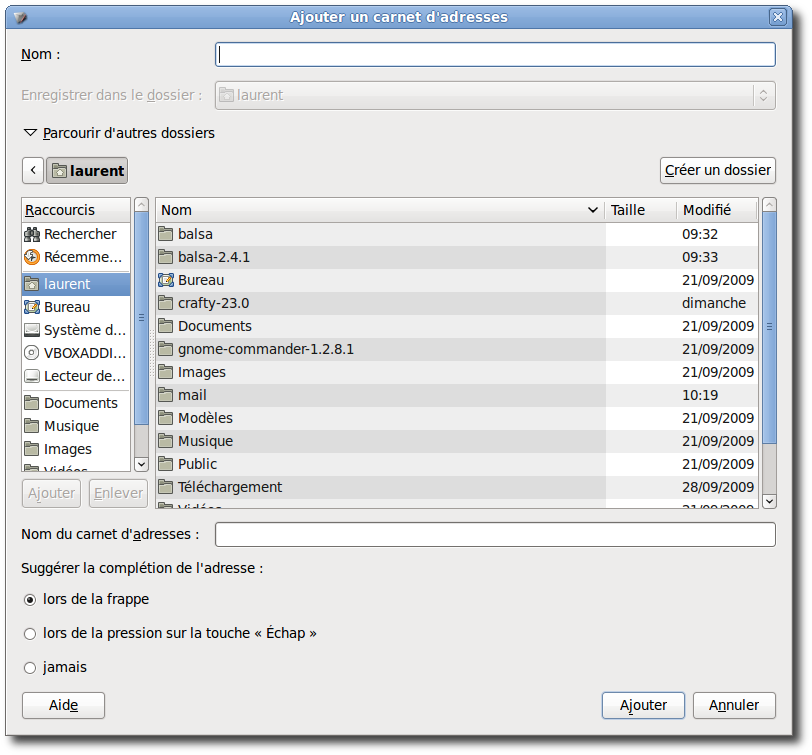 Ajouter un carnet d'adresses
Nom :
Enregistrer dans le dossier : laurent
Parcourir d'autres dossiers
laurent Créer un dossier
Raccourcis
Rechercher
Récemme...
laurent
Bureau
Système d...
VBOXADDI...
Lecteur de...
Documents
Musique
Images
Vidéos
Ajouter Enlever
Nom Taille Modifié
balsa 09:32
balsa-2.4.1 09:33
Bureau 21/09/2009
crafty-23.0 dimanche
Documents 21/09/2009
gnome-commander-1.2.8.1 21/09/2009
Images 21/09/2009
mail 10:19
Modèles 21/09/2009
Musique 21/09/2009
Public 21/09/2009
Téléchargement 28/09/2009
Vidéos 21/09/2009
Nom du carnet d'adresses :
Suggérer la complétion de l'adresse :
lors de la frappe
lors de la pression sur la touche « Échap »
jamais
Aide Ajouter Annuler